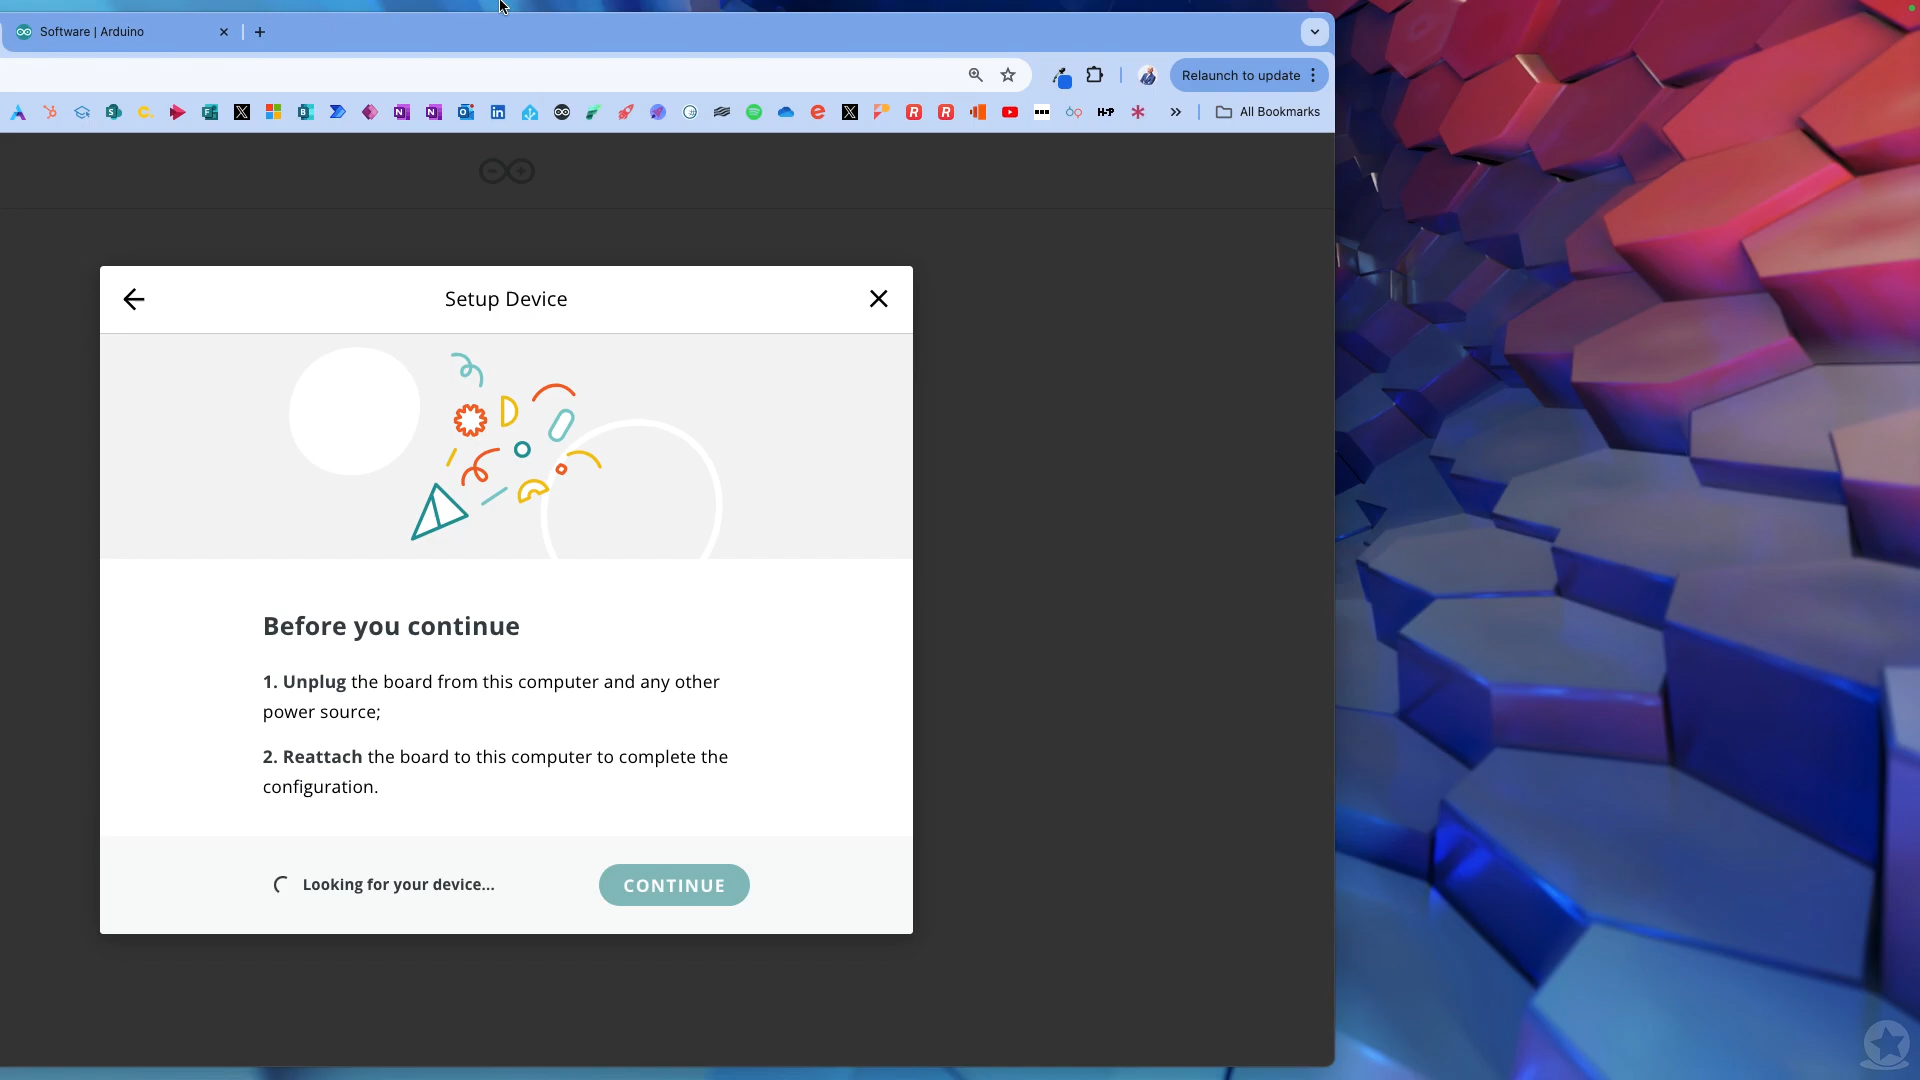 Software | Arduino
Relaunch to update
All Bookmarks
Setup Device
Before you continue
1. Unplug the board from this computer and any other
power source;
2. Reattach the board to this computer to complete the
configuration.
Looking for your device...
CONTINUE